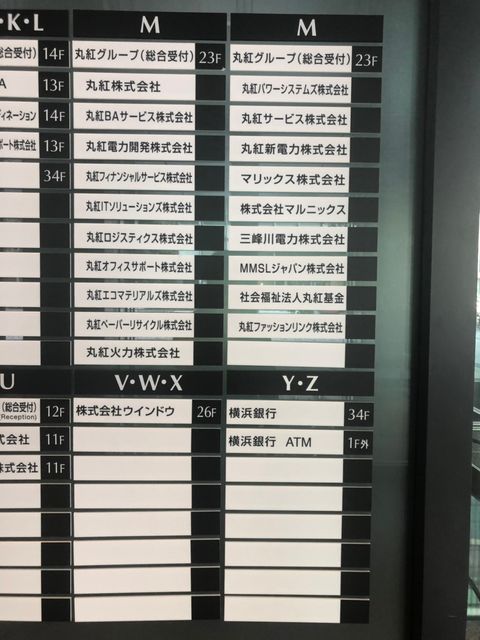 ・K・L
総合受付) 14F
A 13F
ディネーション 14F
ポート株式会社 13F
34F
M
丸紅グループ(総合受付) 23F
丸紅株式会社
丸紅BAサービス株式会社
丸紅電力開発株式会社
丸紅フィナンシャルサービス株式会社
丸紅ITソリューションズ株式会社
丸紅ロジスティクス株式会社
丸紅オフィスサポート株式会社
丸紅エコマテリアルズ株式会社
丸紅ペーパーリサイクル株式会社
丸紅火力株式会社
M
丸紅グループ(総合受付) 23F
丸紅パワーシステムズ株式会社
丸紅サービス株式会社
丸紅新電力株式会社
マリックス株式会社
株式会社マルニックス
三峰川電力株式会社
MMSLジャパン株式会社
社会福祉法人丸紅基金
丸紅ファッションリンク株式会社
U
(総合受付) 12F
(Reception)
式会社 11F
株式会社 11F
V・W・X
株式会社ウインドウ 26F
Y・Z
横浜銀行 34F
横浜銀行 ATM 1F外